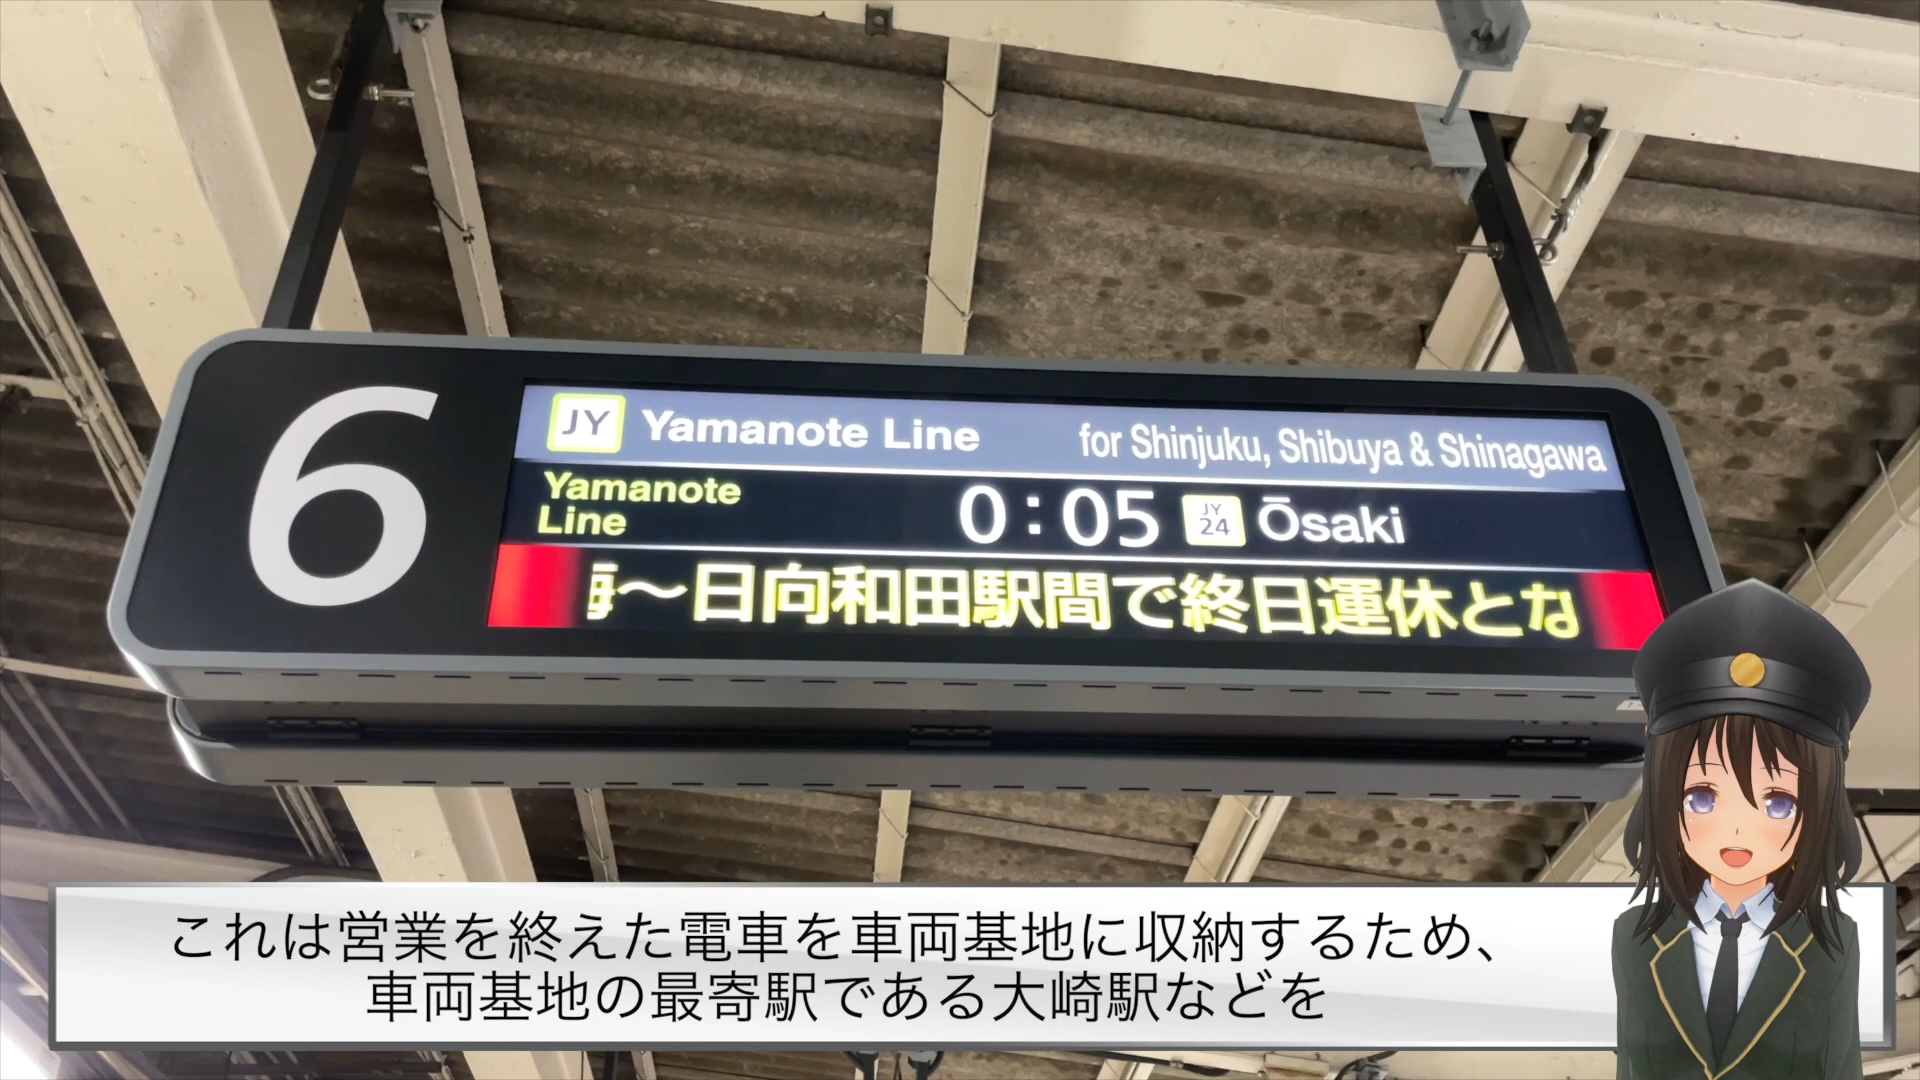 6
JY Yamanote Line for Shinjuku, Shibuya & Shinagawa
Yamanote Line 0:05 JY 24 Ōsaki
～日向和田駅間で終日運休とな
これは営業を終えた電車を車両基地に収納するため、
車両基地の最寄駅である大崎駅などを